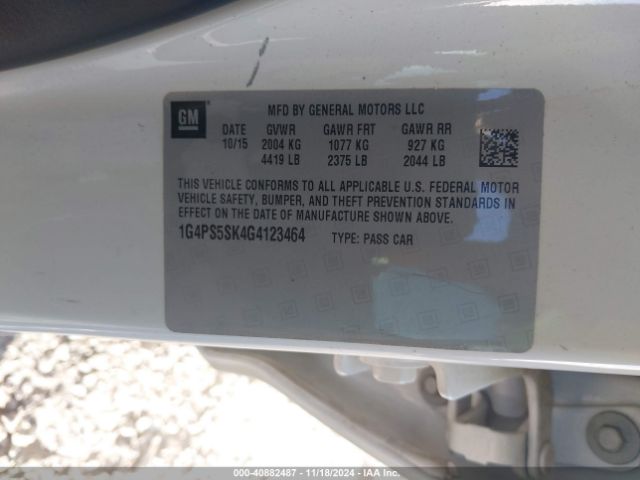 GM
MFD BY GENERAL MOTORS LLC
DATE GVWR GAWR FRT GAWR RR
10/15 2004 KG 1077 KG 927 KG
4419 LB 2375 LB 2044 LB
THIS VEHICLE CONFORMS TO ALL APPLICABLE U.S. FEDERAL MOTOR
VEHICLE SAFETY, BUMPER, AND THEFT PREVENTION STANDARDS IN
EFFECT ON THE DATE OF MANUFACTURE SHOWN ABOVE.
1G4PS5SK4G4123464 TYPE: PASS CAR
000-40882487 - 11/18/2024 - IAA Inc.